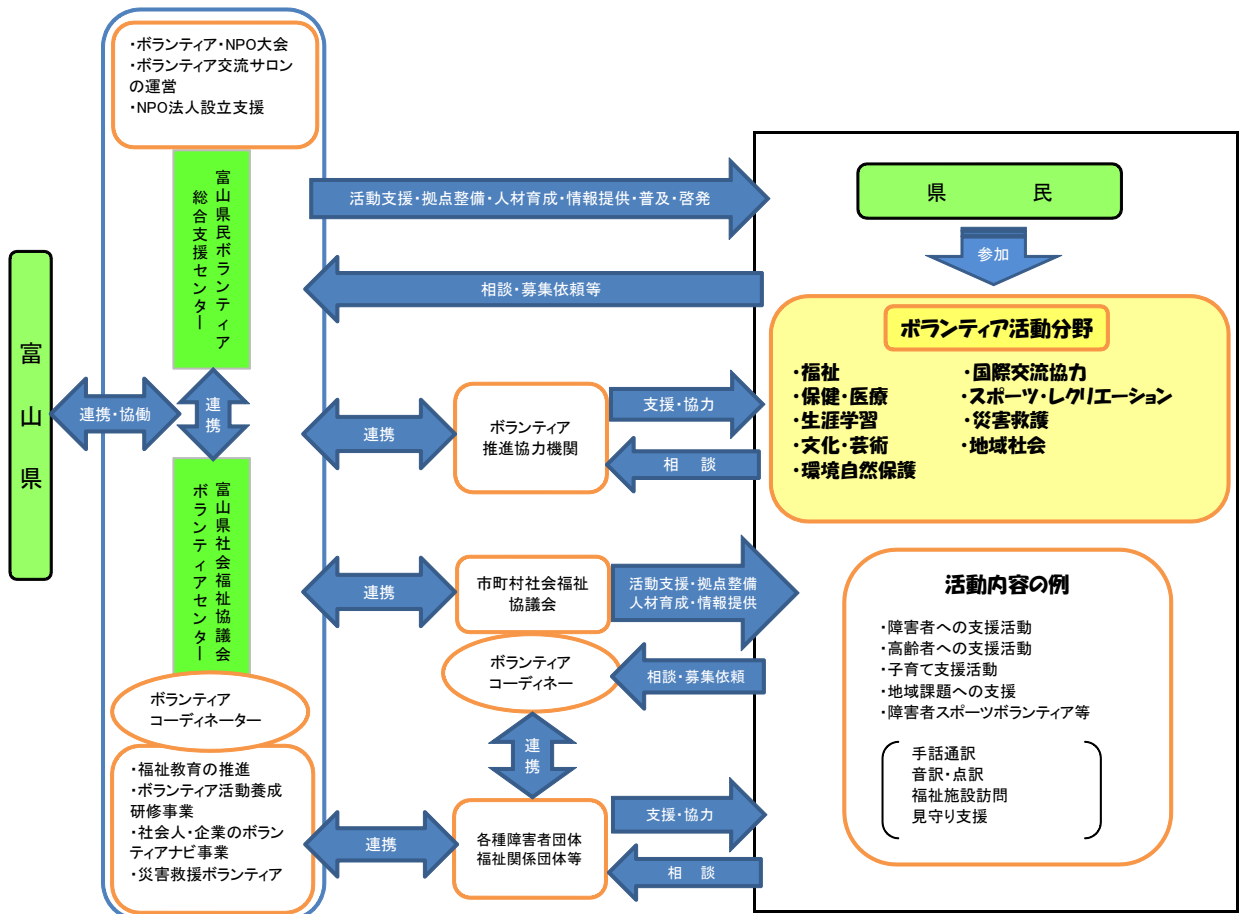 ・ボランティア・NPO大会
・ボランティア交流サロン
の運営
・NPO法人設立支援
富山県民ボランティア
総合支援センター
富山県
連携・協働
連携
富山県社会福祉協議会
ボランティアセンター
ボランティア
コーディネーター
・福祉教育の推進
・ボランティア活動養成
研修事業
・社会人・企業のボラン
ティアナビ事業
・災害救援ボランティア
活動支援・拠点整備・人材育成・情報提供・普及・啓発
相談・募集依頼等
連携
ボランティア
推進協力機関
支援・協力
相　談
連携
市町村社会福祉
協議会
活動支援・拠点整備
人材育成・情報提供
ボランティア
コーディネー
相談・募集依頼
連携
連携
各種障害者団体
福祉関係団体等
支援・協力
相　談
県　　　民
参加
ボランティア活動分野
・福祉
・保健・医療
・生涯学習
・文化・芸術
・環境自然保護
・国際交流協力
・スポーツ・レクリエーション
・災害救護
・地域社会
活動内容の例
・障害者への支援活動
・高齢者への支援活動
・子育て支援活動
・地域課題への支援
・障害者スポーツボランティア等
手話通訳
音訳・点訳
福祉施設訪問
見守り支援